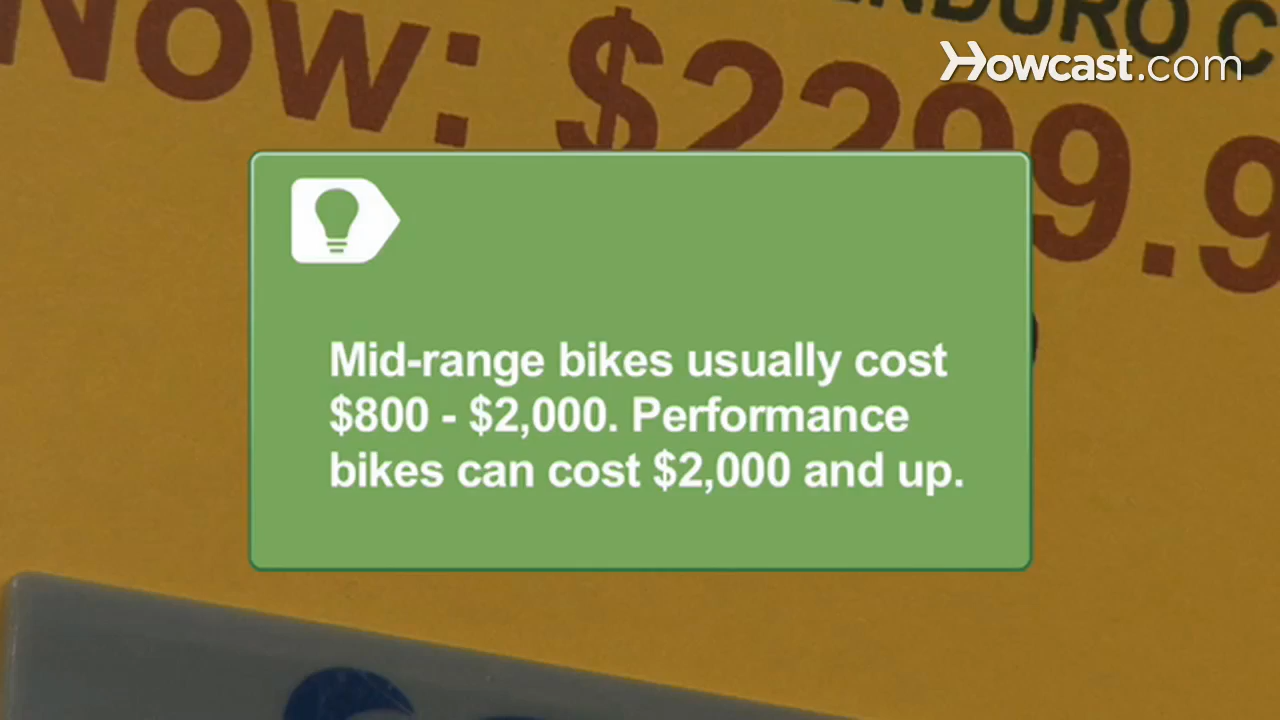 ENDURO C
Howcast.com
Now: $2299.9
Mid-range bikes usually cost
$800 - $2,000. Performance
bikes can cost $2,000 and up.